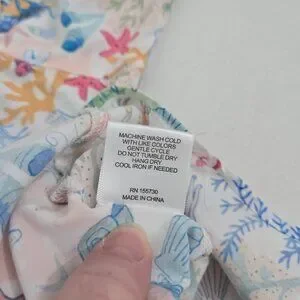 MACHINE WASH COLD
WITH LIKE COLORS
GENTLE CYCLE
DO NOT TUMBLE DRY
HANG DRY
COOL IRON IF NEEDED
RN 155730
MADE IN CHINA